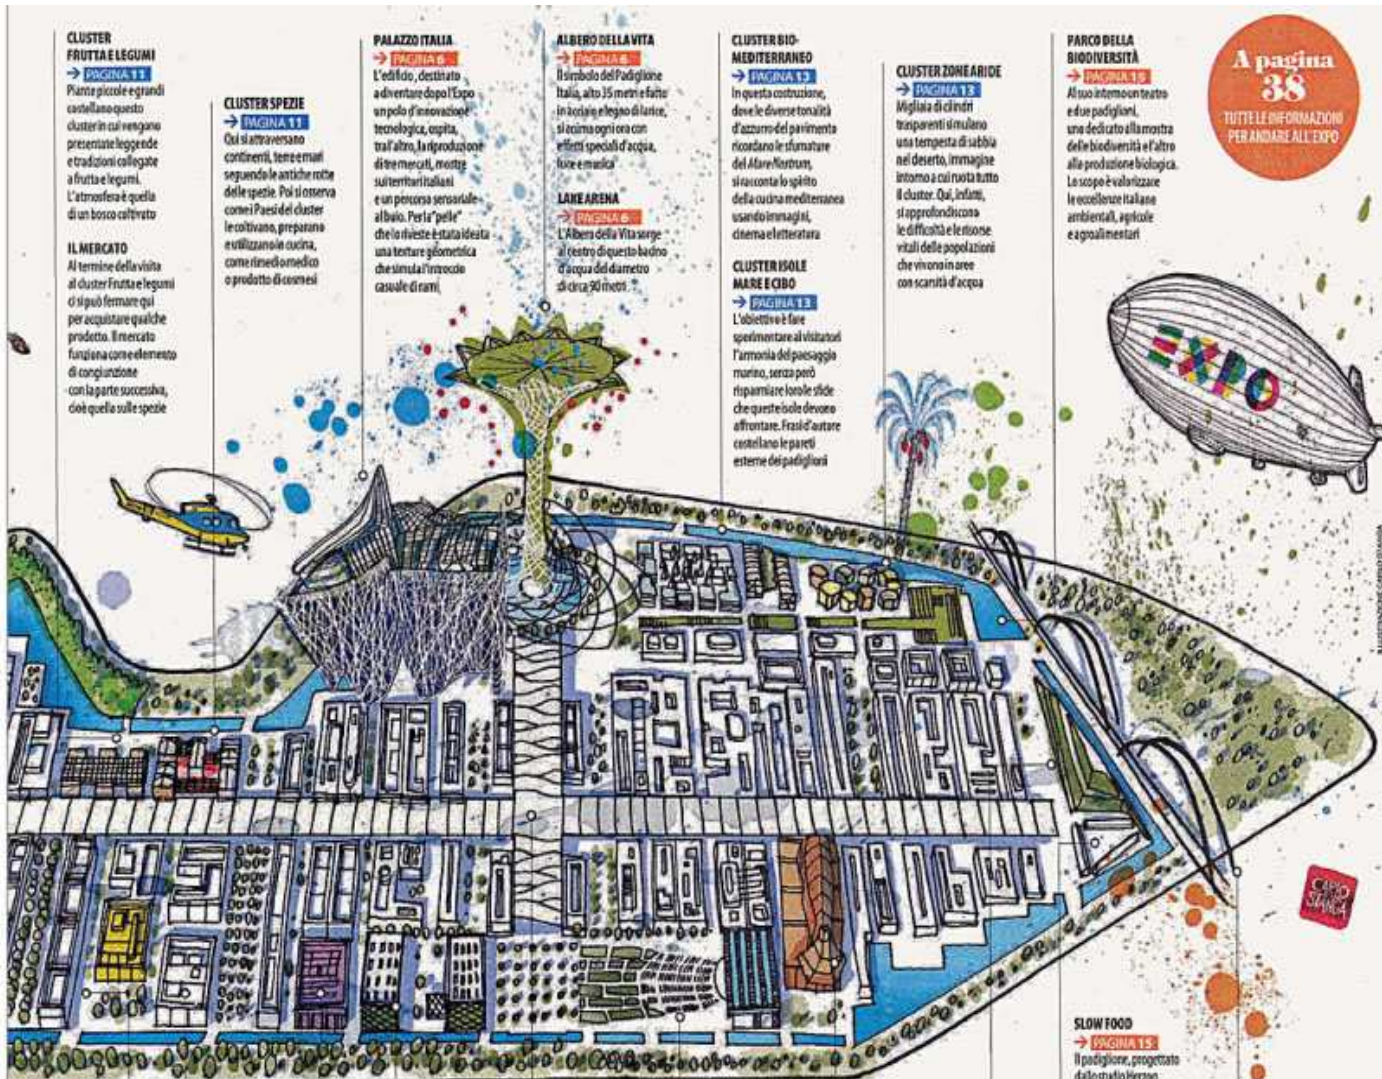 CLUSTER
FRUTTA E LEGUMI
→ PAGINA 11
Piante piccole e grandi
costellano questo
cluster in cui vengono
presentate leggende
e tradizioni collegate
a frutta e legumi.
L'atmosfera è quella
di un bosco coltivato
IL MERCATO
Al termine della visita
al cluster Frutta e legumi
ci si può fermare qui
per acquistare qualche
prodotto. Il mercato
funziona come elemento
di congiunzione
con la parte successiva,
cioè quella sulle spezie
CLUSTER SPEZIE
→ PAGINA 11
Qui si attraversano
continenti, terre e mari
seguendo le antiche rotte
delle spezie. Poi si osserva
come i Paesi del cluster
le coltivano, preparano
e utilizzano in cucina,
come rimedio medico
o prodotto di cosmesi
PALAZZO ITALIA
→ PAGINA 6
L'edificio, destinato
a diventare dopo l'Expo
un polo d'innovazione
tecnologica, ospita,
tra l'altro, la riproduzione
di tre mercati, mostre
sui territori italiani
e un percorso sensoriale
al buio. Per la "pelle"
che lo riveste è stata ideata
una texture geometrica
che simula l'intreccio
casuale di rami
ALBERO DELLA VITA
→ PAGINA 6
Il simbolo del Padiglione
Italia, alto 35 metri e fatto
in acciaio e legno di larice,
si anima ogni ora con
effetti speciali d'acqua,
luce e musica
LAKE ARENA
→ PAGINA 6
L'Albero della Vita sorge
al centro di questo bacino
d'acqua del diametro
di circa 90 metri
CLUSTER BIO-
MEDITERRANEO
→ PAGINA 13
In questa costruzione,
dove le diverse tonalità
d'azzurro del pavimento
ricordano le sfumature
del Mare Nostrum,
si racconta lo spirito
della cucina mediterranea
usando immagini,
cinema e letteratura
CLUSTER ISOLE
MARE E CIBO
→ PAGINA 13
L'obiettivo è fare
sperimentare ai visitatori
l'armonia del paesaggio
marino, senza però
risparmiare loro le sfide
che queste isole devono
affrontare. Frasi d'autore
costellano le pareti
esterne dei padiglioni
CLUSTER ZONE ARIDE
→ PAGINA 13
Migliaia di cilindri
trasparenti simulano
una tempesta di sabbia
nel deserto, immagine
intorno a cui ruota tutto
il cluster. Qui, infatti,
si approfondiscono
le difficoltà e le risorse
vitali delle popolazioni
che vivono in aree
con scarsità d'acqua
PARCO DELLA
BIODIVERSITÀ
→ PAGINA 15
Al suo interno un teatro
e due padiglioni,
uno dedicato alla mostra
delle biodiversità e l'altro
alla produzione biologica.
Lo scopo è valorizzare
le eccellenze italiane
ambientali, agricole
e agroalimentari
A pagina
38
TUTTE LE INFORMAZIONI
PER ANDARE ALL'EXPO
EXPO
CARLO
STANGA
SLOW FOOD
→ PAGINA 15
Il padiglione, progettato
dallo studio Herzog